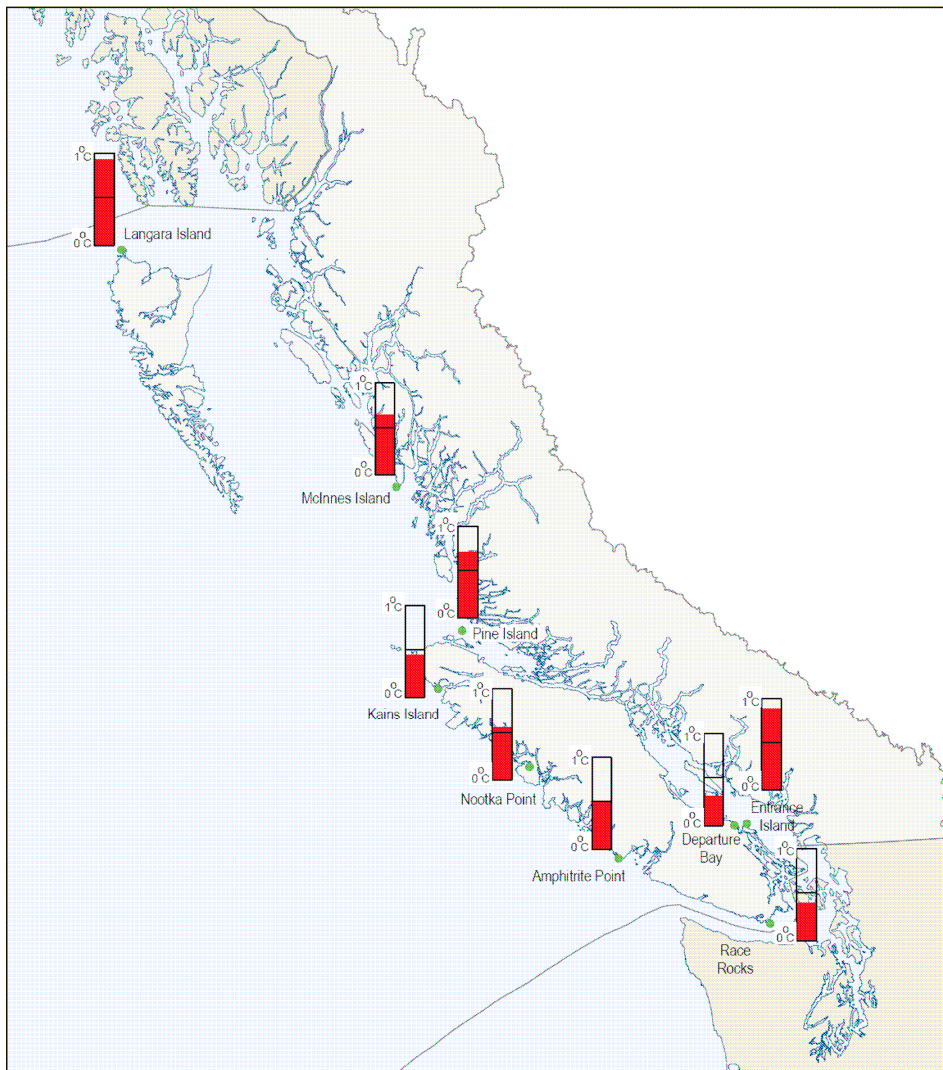 1°C
0°C
Langara Island
1°C
0°C
McInnes Island
1°C
0°C
Pine Island
1°C
0°C
Kains Island
1°C
0°C
Nootka Point
1°C
0°C
Amphitrite Point
1°C
0°C
Departure
Bay
1°C
0°C
Entrance
Island
1°C
0°C
Race
Rocks